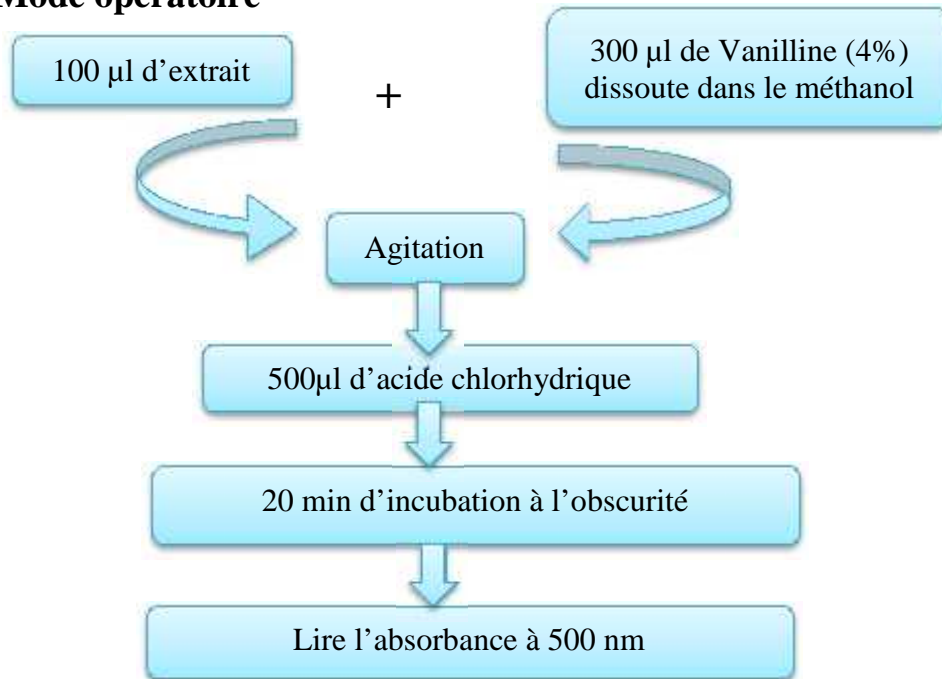 Mode opératoire
100 µl d’extrait
+
300 µl de Vanilline (4%)
dissoute dans le méthanol
Agitation
500µl d’acide chlorhydrique
20 min d’incubation à l’obscurité
Lire l’absorbance à 500 nm